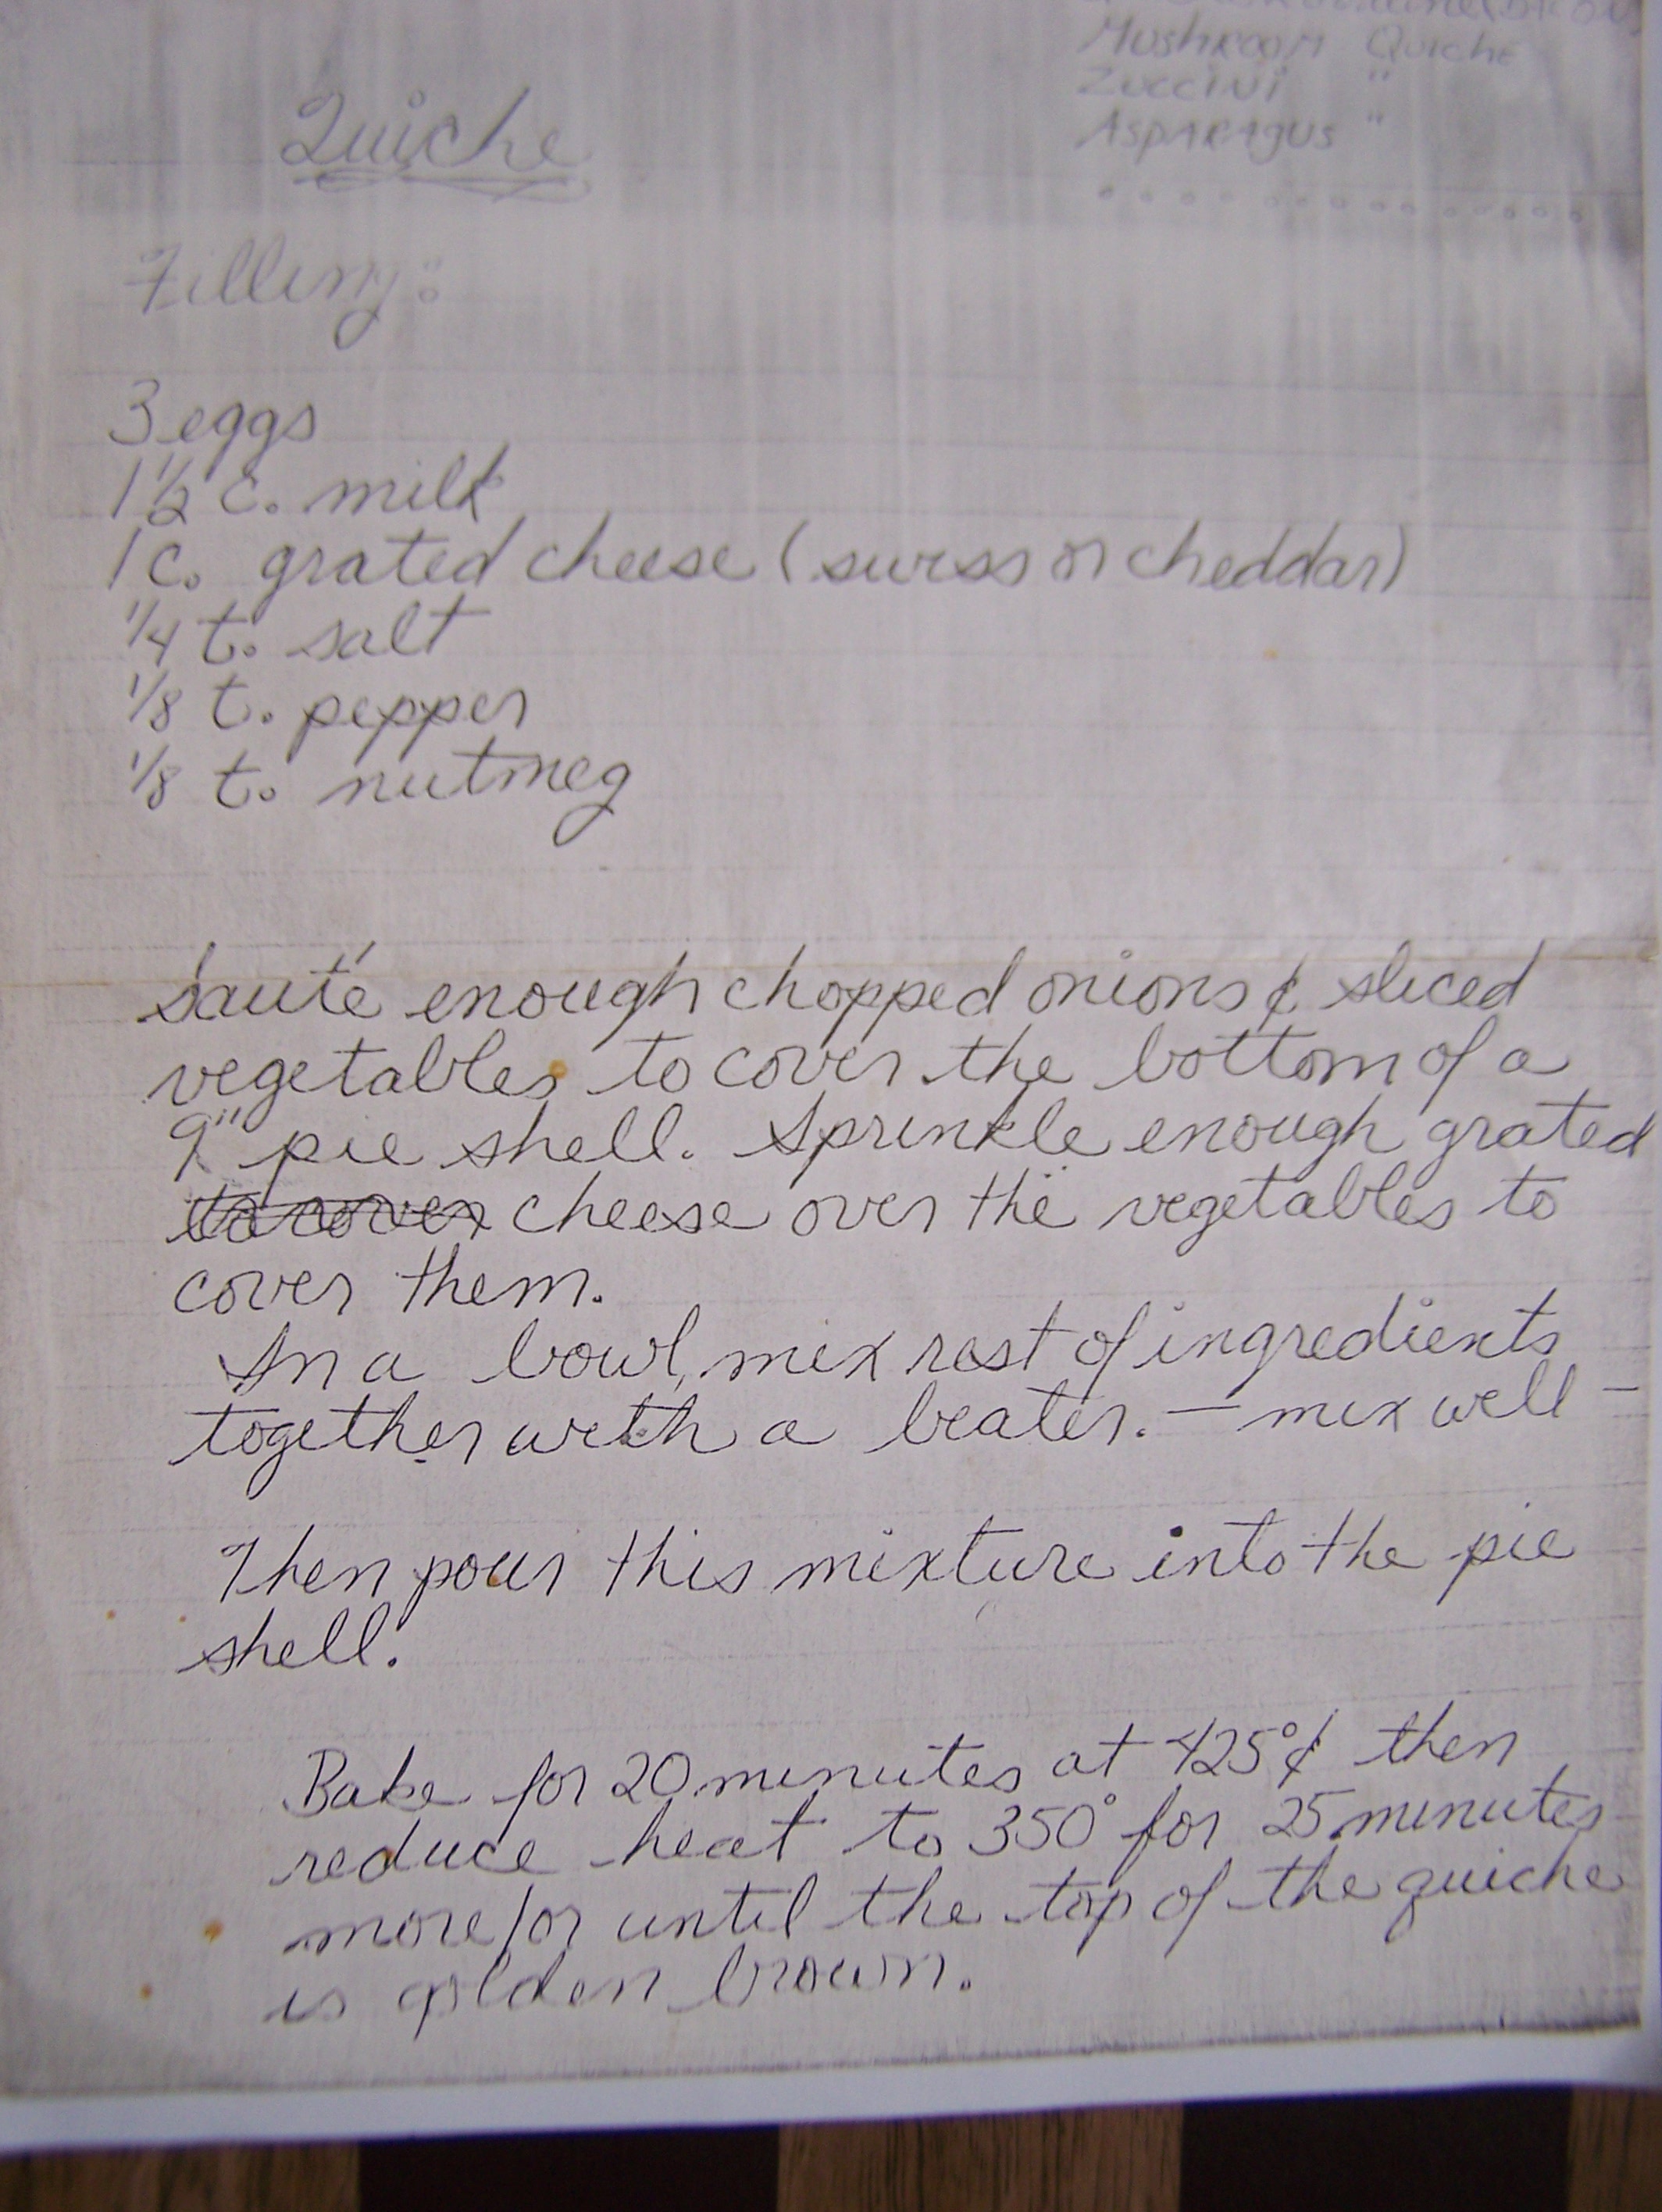 Mushroom Quiche
Zuccini "
Asparagus "
Quiche
Filling:
3 eggs
1 1/2 c. milk
1 c. grated cheese (swiss or cheddar)
1/4 t. salt
1/8 t. pepper
1/8 t. nutmeg
Sauté enough chopped onions & sliced
vegetables to cover the bottom of a
9" pie shell. Sprinkle enough grated
to cover cheese over the vegetables to
cover them.
In a bowl, mix rest of ingredients
together with a beater. — mix well —
Then pour this mixture into the pie
shell.
Bake for 20 minutes at 425° & then
reduce heat to 350° for 25 minutes
more/or until the top of the quiche
is golden brown.